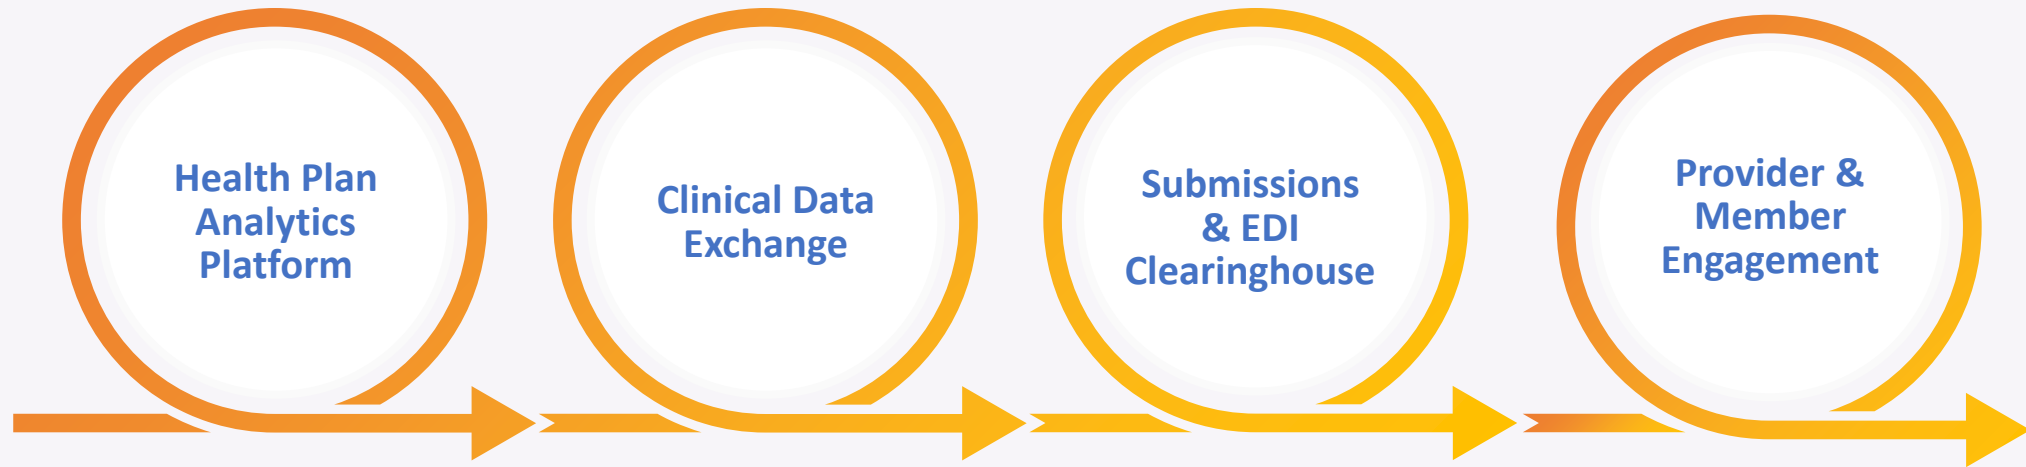 Health Plan
Analytics
Platform
Clinical Data
Exchange
Submissions
& EDI
Clearinghouse
Provider &
Member
Engagement